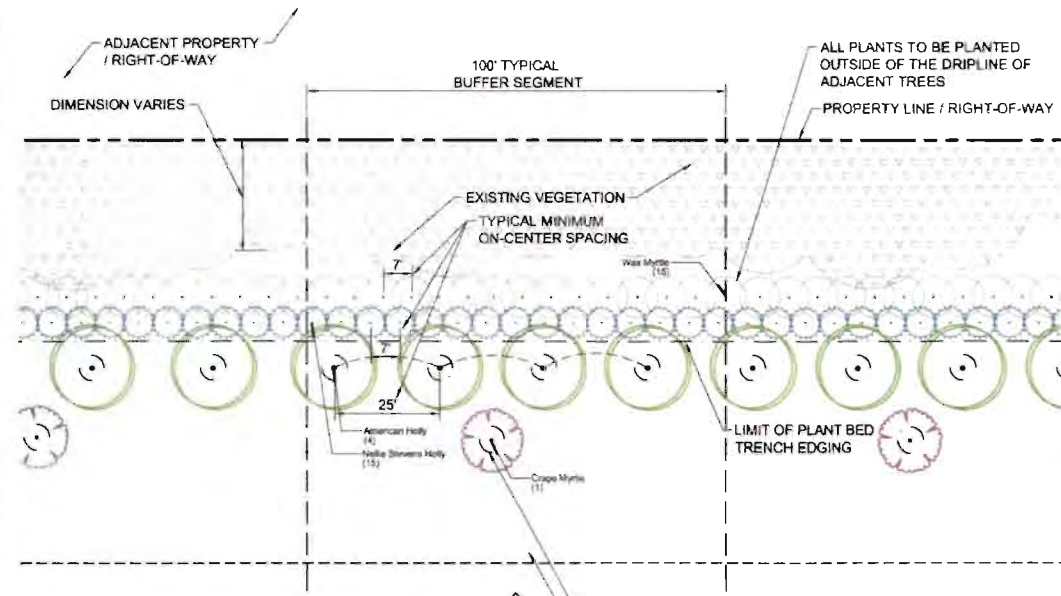 ADJACENT PROPERTY
/ RIGHT-OF-WAY
DIMENSION VARIES
100' TYPICAL
BUFFER SEGMENT
ALL PLANTS TO BE PLANTED
OUTSIDE OF THE DRIPLINE OF
ADJACENT TREES
PROPERTY LINE / RIGHT-OF-WAY
EXISTING VEGETATION
TYPICAL MINIMUM
ON-CENTER SPACING
7'
Wax Myrtle
(15)
7'
25'
American Holly
(4)
Nellie Stevens Holly
(15)
Crape Myrtle
(1)
LIMIT OF PLANT BED
TRENCH EDGING